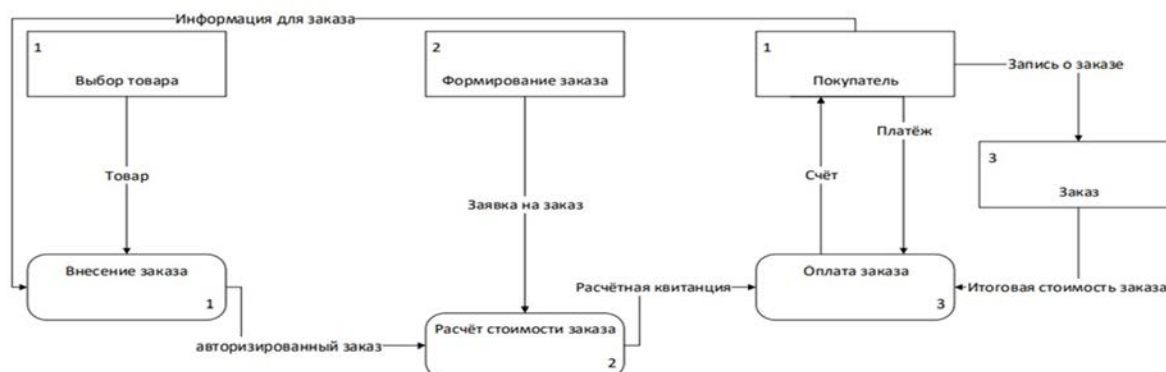 Информация для заказа
1
Выбор товара
2
Формирование заказа
1
Покупатель
Запись о заказе
Платёж
3
Заказ
Товар
Счёт
Заявка на заказ
Внесение заказа
1
Оплата заказа
3
Расчётная квитанция
Итоговая стоимость заказа
Расчёт стоимости заказа
2
авторизированный заказ